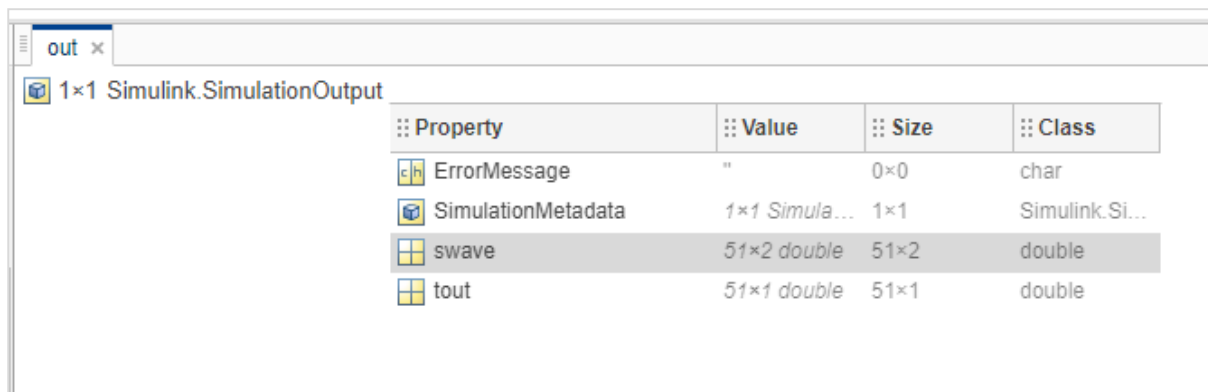 out ×
1×1 Simulink.SimulationOutput
Property Value Size Class
ch ErrorMessage '' 0×0 char
SimulationMetadata 1×1 Simula... 1×1 Simulink.Si...
swave 51×2 double 51×2 double
tout 51×1 double 51×1 double